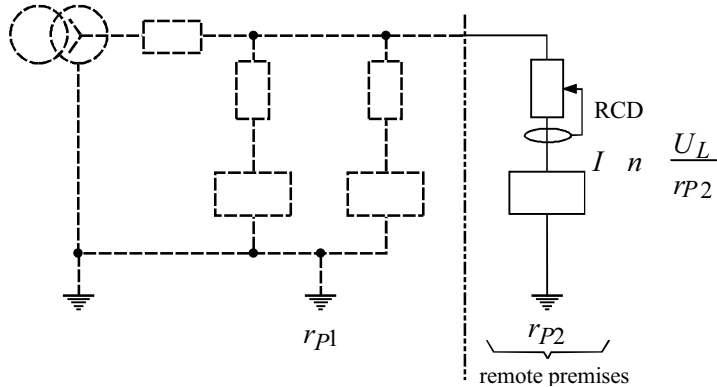 RCD
I n U_L / r_P2
r_P1
r_P2
remote premises